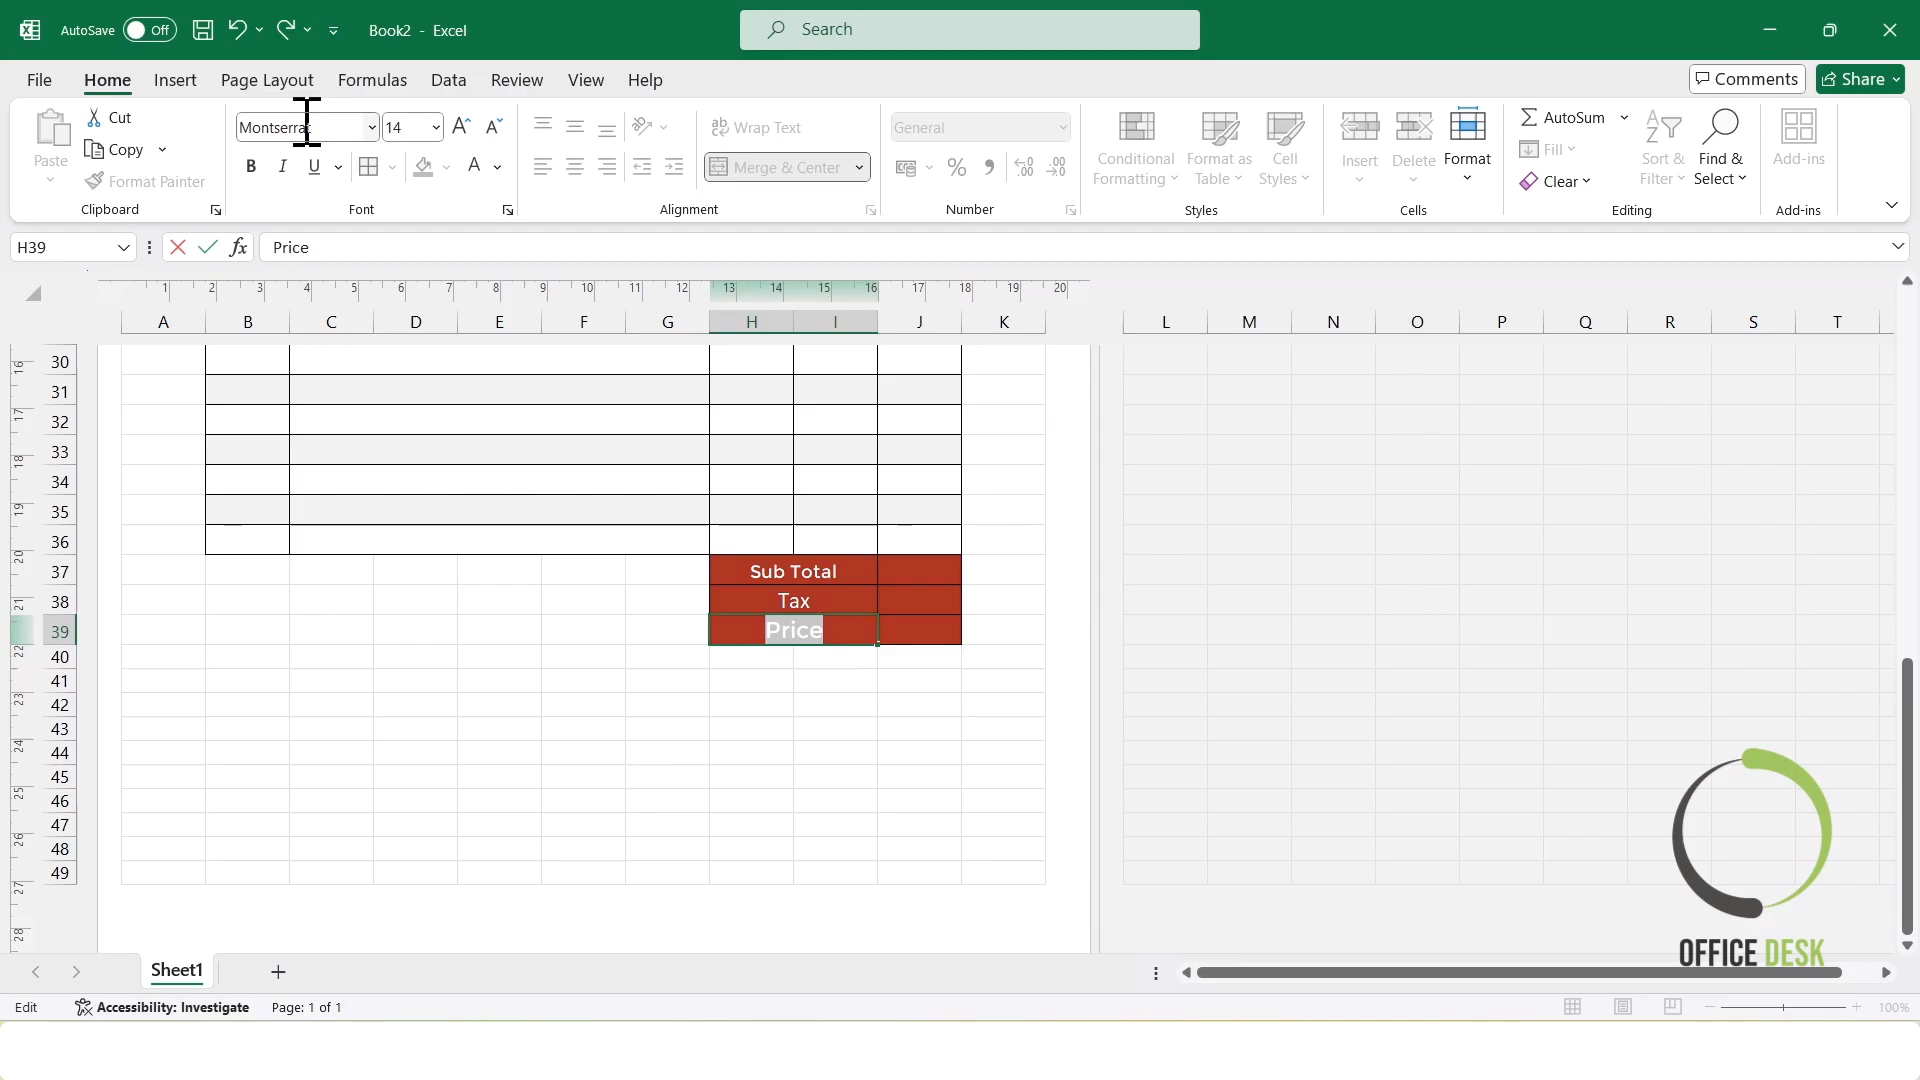 AutoSave Off Book2 - Excel Search
File Home Insert Page Layout Formulas Data Review View Help Comments Share
Paste Cut Copy Format Painter Clipboard
Montserrat 14 B I U A Font
Wrap Text Merge & Center Alignment
General % Number
Conditional Formatting Format as Table Cell Styles Styles
Insert Delete Format Cells
AutoSum Fill Clear Sort & Filter Find & Select Editing
Add-ins Add-ins
H39 fx Price
1 2 3 4 5 6 7 8 9 10 11 12 13 14 15 16 17 18 19 20
A B C D E F G H I J K L M N O P Q R S T
16 17 18 19 20 21 22 23 24 25 26 27 28
30
31
32
33
34
35
36
37 Sub Total
38 Tax
39 Price
40
41
42
43
44
45
46
47
48
49
OFFICE DESK
Sheet1
Edit Accessibility: Investigate Page: 1 of 1 100%